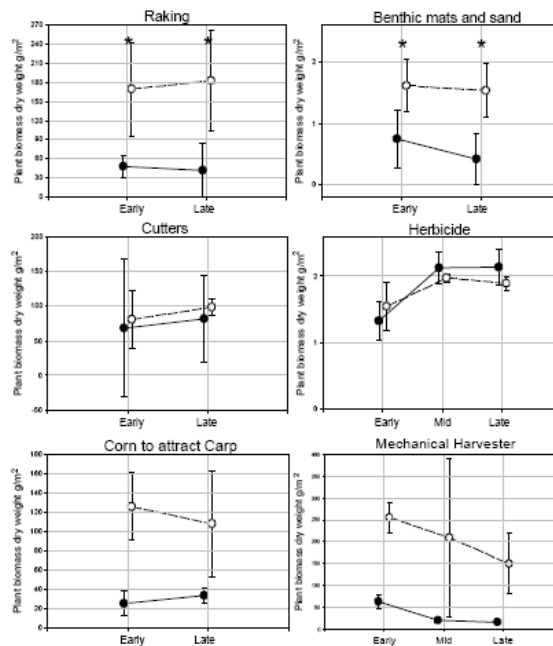 Raking
Plant biomass dry weight g/m²
270
240
210
180
150
120
90
60
30
0
* *
Early Late
Benthic mats and sand
Plant biomass dry weight g/m²
2
1
0
* *
Early Late
Cutters
Plant biomass dry weight g/m²
200
150
100
50
0
-50
Early Late
Herbicide
Plant biomass dry weight g/m²
2
1
0
Early Mid Late
Corn to attract Carp
Plant biomass dry weight g/m²
180
160
140
120
100
80
60
40
20
0
Early Late
Mechanical Harvester
Plant biomass dry weight g/m²
400
350
300
250
200
150
100
50
0
Early Mid Late